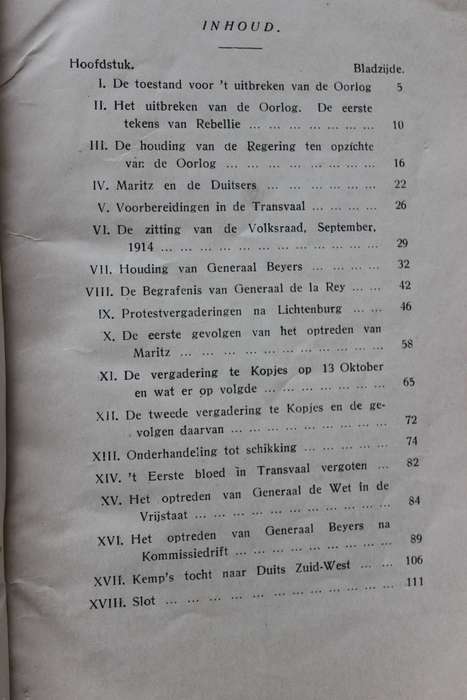 INHOUD.
Hoofdstuk. Bladzijde.
I. De toestand voor 't uitbreken van de Oorlog 5
II. Het uitbreken van de Oorlog. De eerste
tekens van Rebellie ... ... ... ... ... ... ... 10
III. De houding van de Regering ten opzichte
van de Oorlog ... ... ... ... ... ... ... ... 16
IV. Maritz en de Duitsers ... ... ... ... ... 22
V. Voorbereidingen in de Transvaal ... ... ... 26
VI. De zitting van de Volksraad, September,
1914 ... ... ... ... ... ... ... ... ... ... ... 29
VII. Houding van Generaal Beyers ... ... ... ... 32
VIII. De Begrafenis van Generaal de la Rey ... ... 42
IX. Protestvergaderingen na Lichtenburg ... ... 46
X. De eerste gevolgen van het optreden van
Maritz ... ... ... ... ... ... ... ... ... ... 58
XI. De vergadering te Kopjes op 13 Oktober
en wat er op volgde ... ... ... ... ... ... ... 65
XII. De tweede vergadering te Kopjes en de ge-
volgen daarvan ... ... ... ... ... ... ... ... 72
XIII. Onderhandeling tot schikking ... ... ... ... 74
XIV. 't Eerste bloed in Transvaal vergoten ... 82
XV. Het optreden van Generaal de Wet in de
Vrijstaat ... ... ... ... ... ... ... ... ... 84
XVI. Het optreden van Generaal Beyers na
Kommissiedrift ... ... ... ... ... ... ... ... 89
XVII. Kemp's tocht naar Duits Zuid-West ... ... 106
XVIII. Slot ... ... ... ... ... ... ... ... ... ... 111